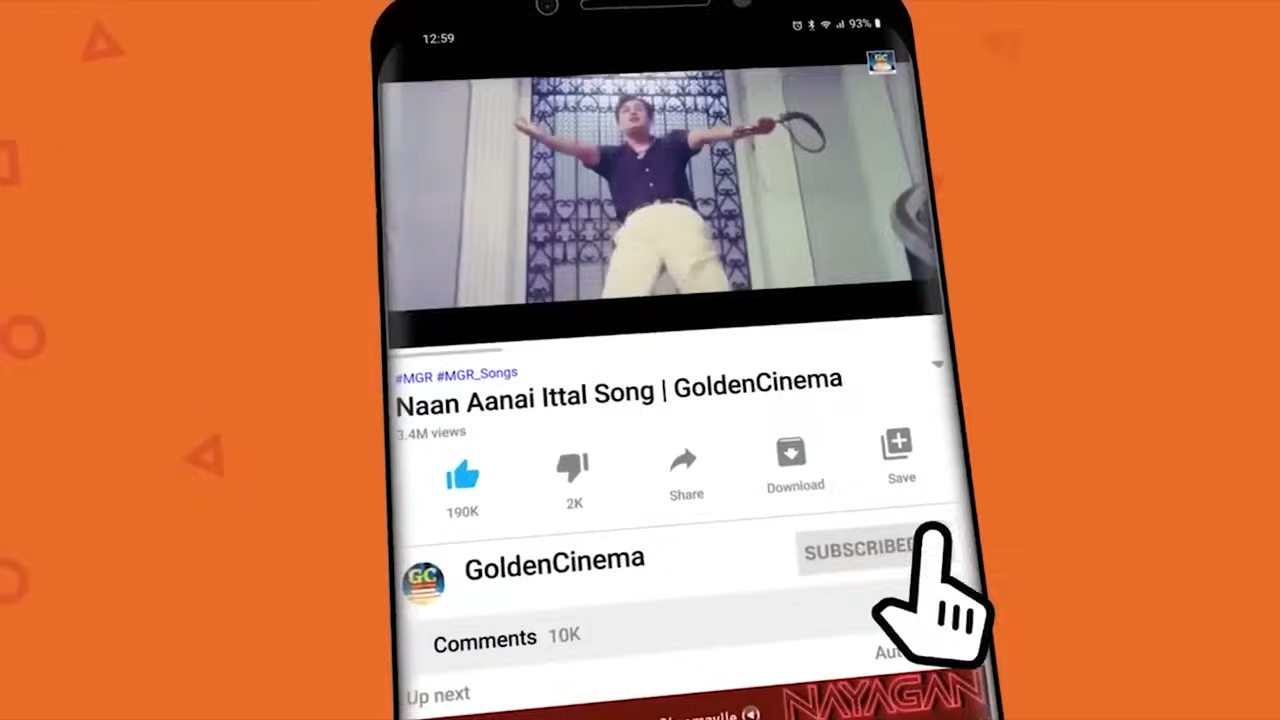 12:59
93%
GC
#MGR #MGR_Songs
Naan Aanai Ittal Song | GoldenCinema
3.4M views
190K
2K
Share
Download
Save
GC
GoldenCinema
SUBSCRIBED
Comments 10K
Up next
NAYAGAN